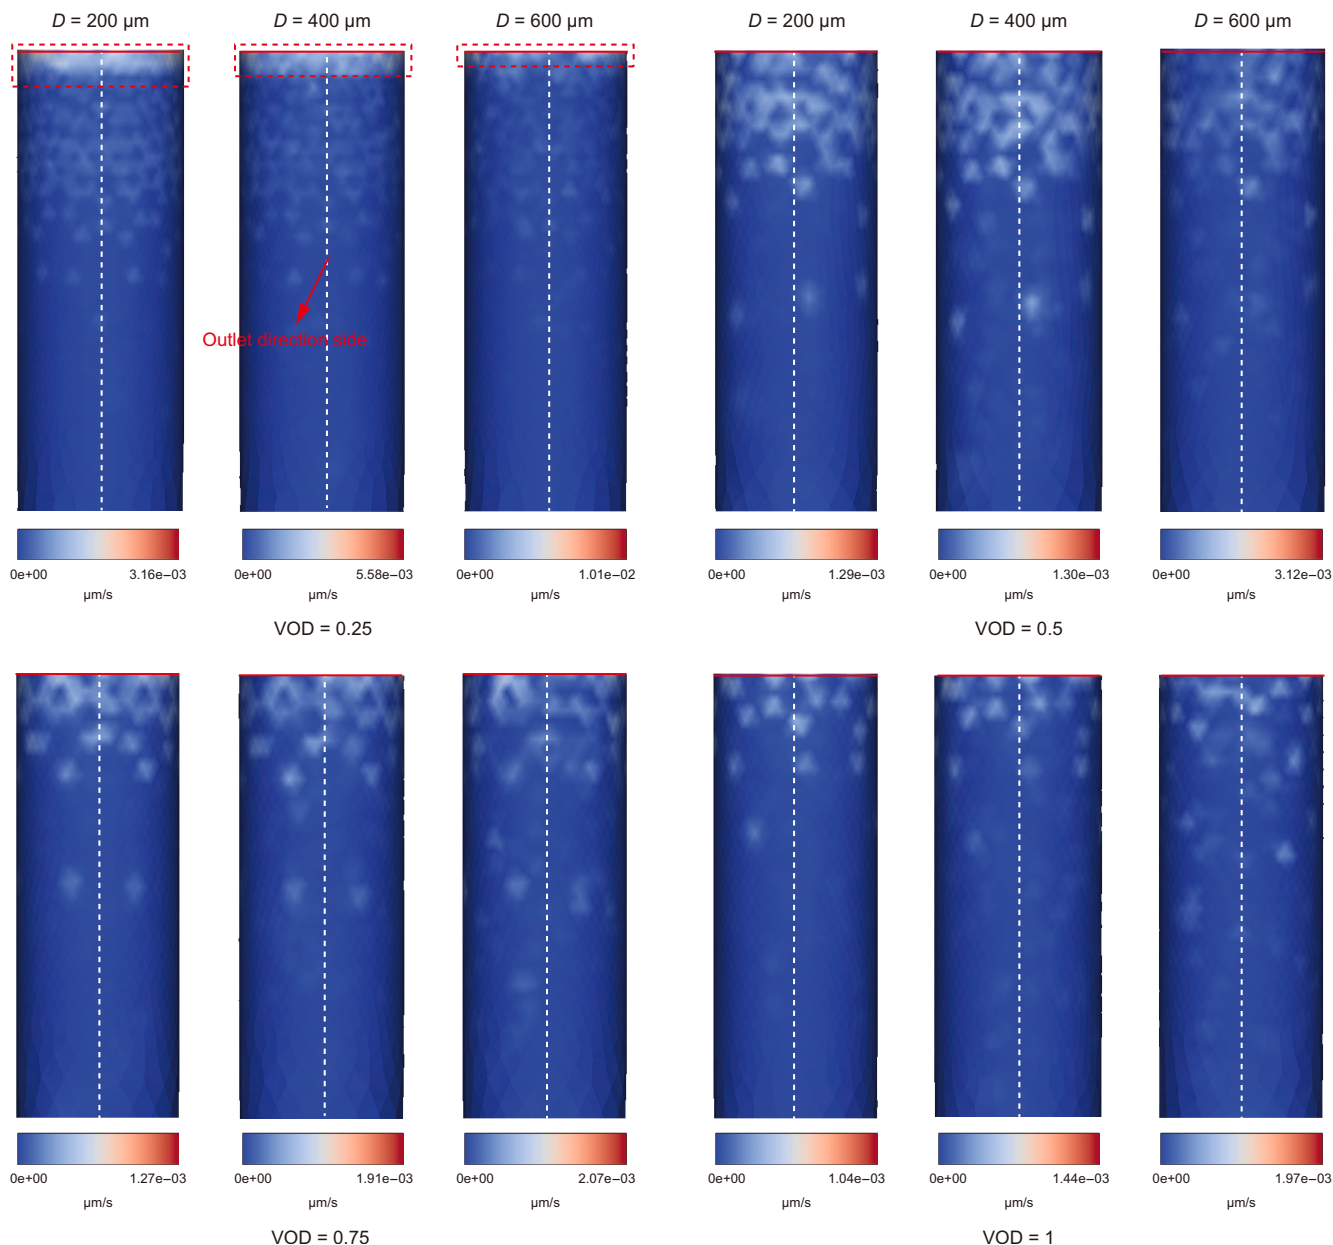 D = 200 μm D = 400 μm D = 600 μm D = 200 μm D = 400 μm D = 600 μm
Outlet direction side
0e+00 3.16e−03 0e+00 5.58e−03 0e+00 1.01e−02 0e+00 1.29e−03 0e+00 1.30e−03 0e+00 3.12e−03
μm/s μm/s μm/s μm/s μm/s μm/s
VOD = 0.25 VOD = 0.5
0e+00 1.27e−03 0e+00 1.91e−03 0e+00 2.07e−03 0e+00 1.04e−03 0e+00 1.44e−03 0e+00 1.97e−03
μm/s μm/s μm/s μm/s μm/s μm/s
VOD = 0.75 VOD = 1